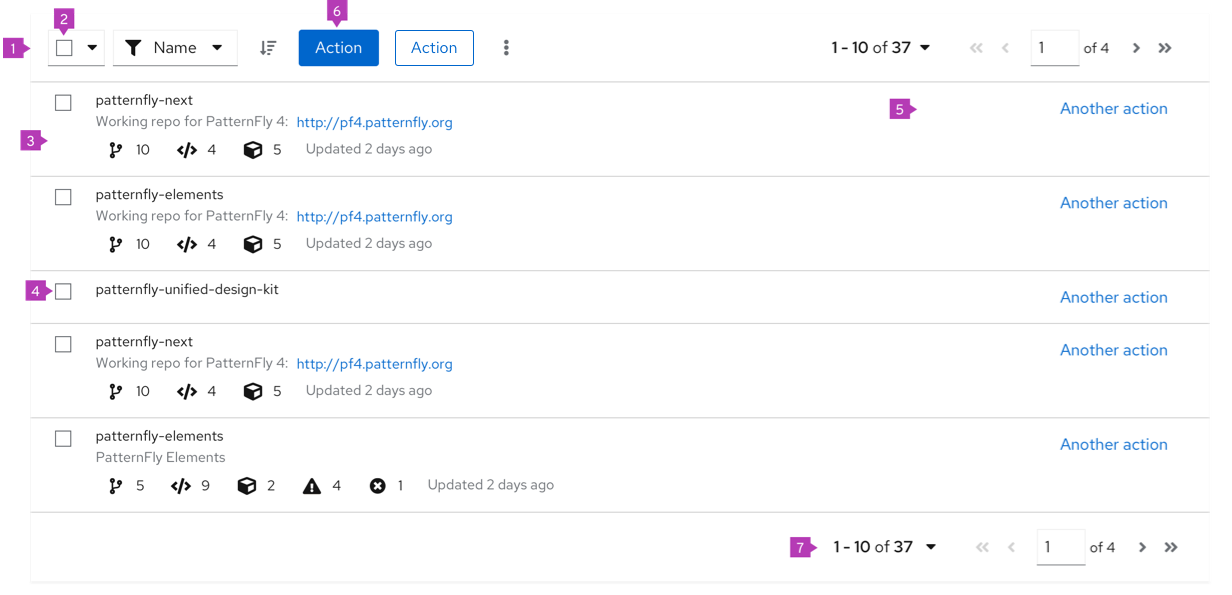 2 6
1 Name Action Action 1 - 10 of 37 1 of 4
patternfly-next 5 Another action
Working repo for PatternFly 4: http://pf4.patternfly.org
3 10 4 5 Updated 2 days ago
patternfly-elements Another action
Working repo for PatternFly 4: http://pf4.patternfly.org
10 4 5 Updated 2 days ago
4 patternfly-unified-design-kit Another action
patternfly-next Another action
Working repo for PatternFly 4: http://pf4.patternfly.org
10 4 5 Updated 2 days ago
patternfly-elements Another action
PatternFly Elements
5 9 2 4 1 Updated 2 days ago
7 1 - 10 of 37 1 of 4